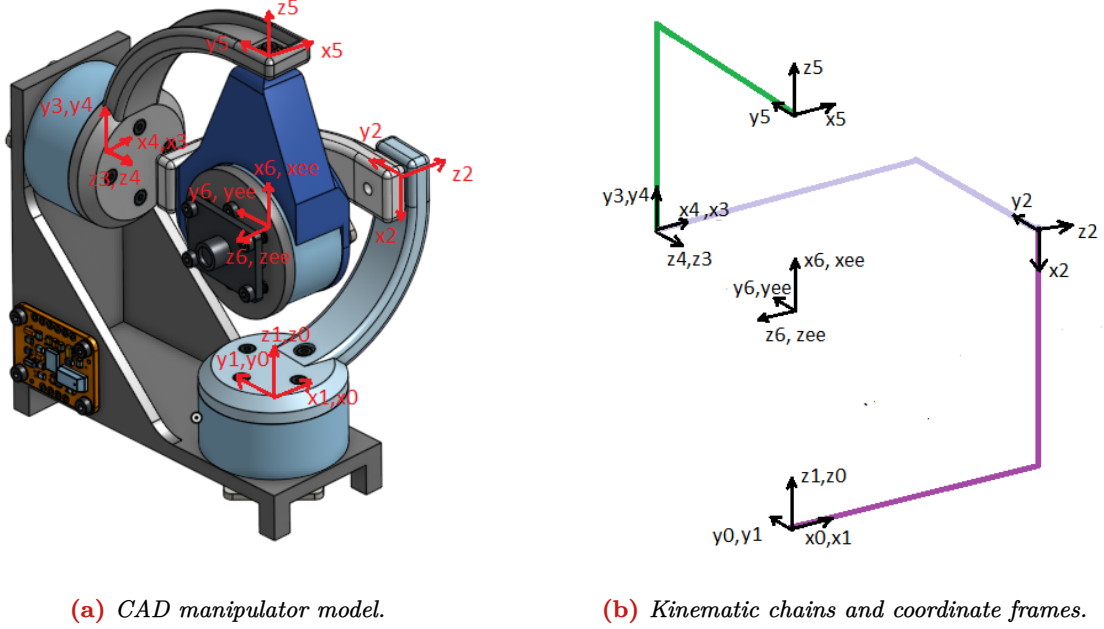 z5
y5
x5
y3,y4
x4,x3
z3,z4
y2
z2
x2
x6, xee
y6, yee
z6, zee
z1,z0
y1,y0
x1,x0
z5
y5
x5
y3,y4
x4 ,x3
z4,z3
y2
z2
x2
x6, xee
y6,yee
z6, zee
z1,z0
y0,y1
x0,x1
(a) CAD manipulator model.
(b) Kinematic chains and coordinate frames.